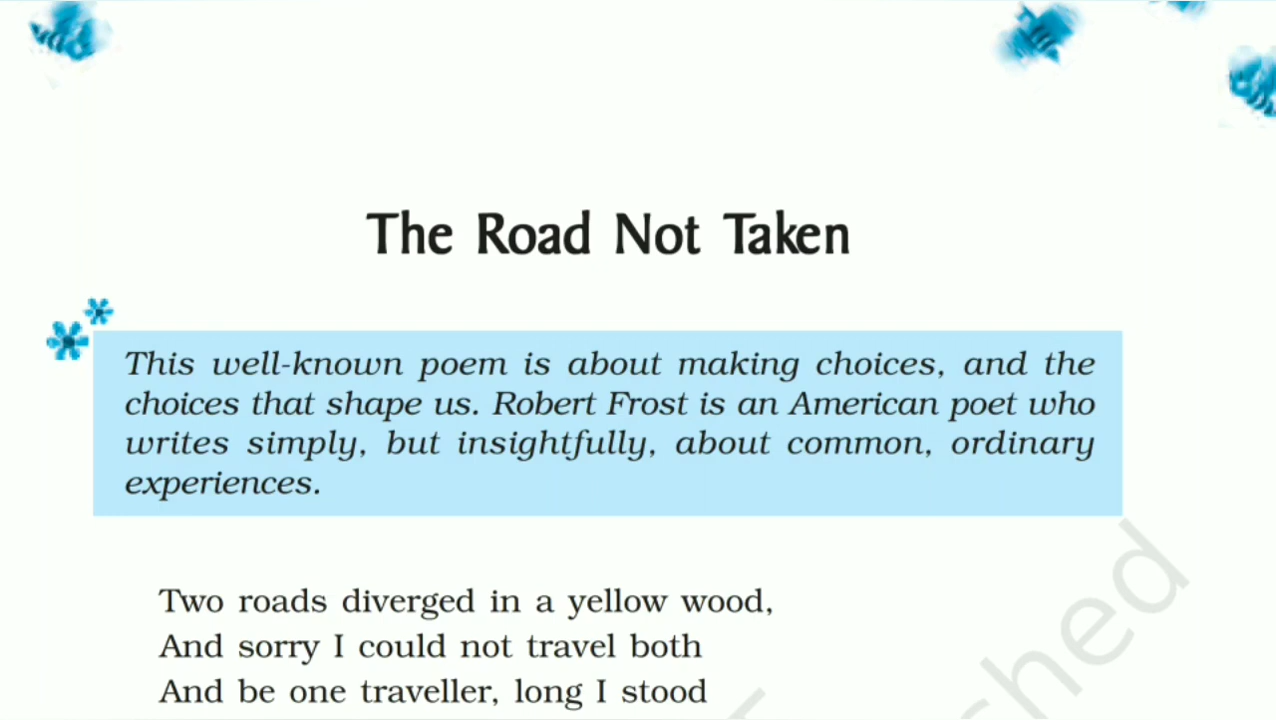 The Road Not Taken
This well-known poem is about making choices, and the
choices that shape us. Robert Frost is an American poet who
writes simply, but insightfully, about common, ordinary
experiences.
Two roads diverged in a yellow wood,
And sorry I could not travel both
And be one traveller, long I stood